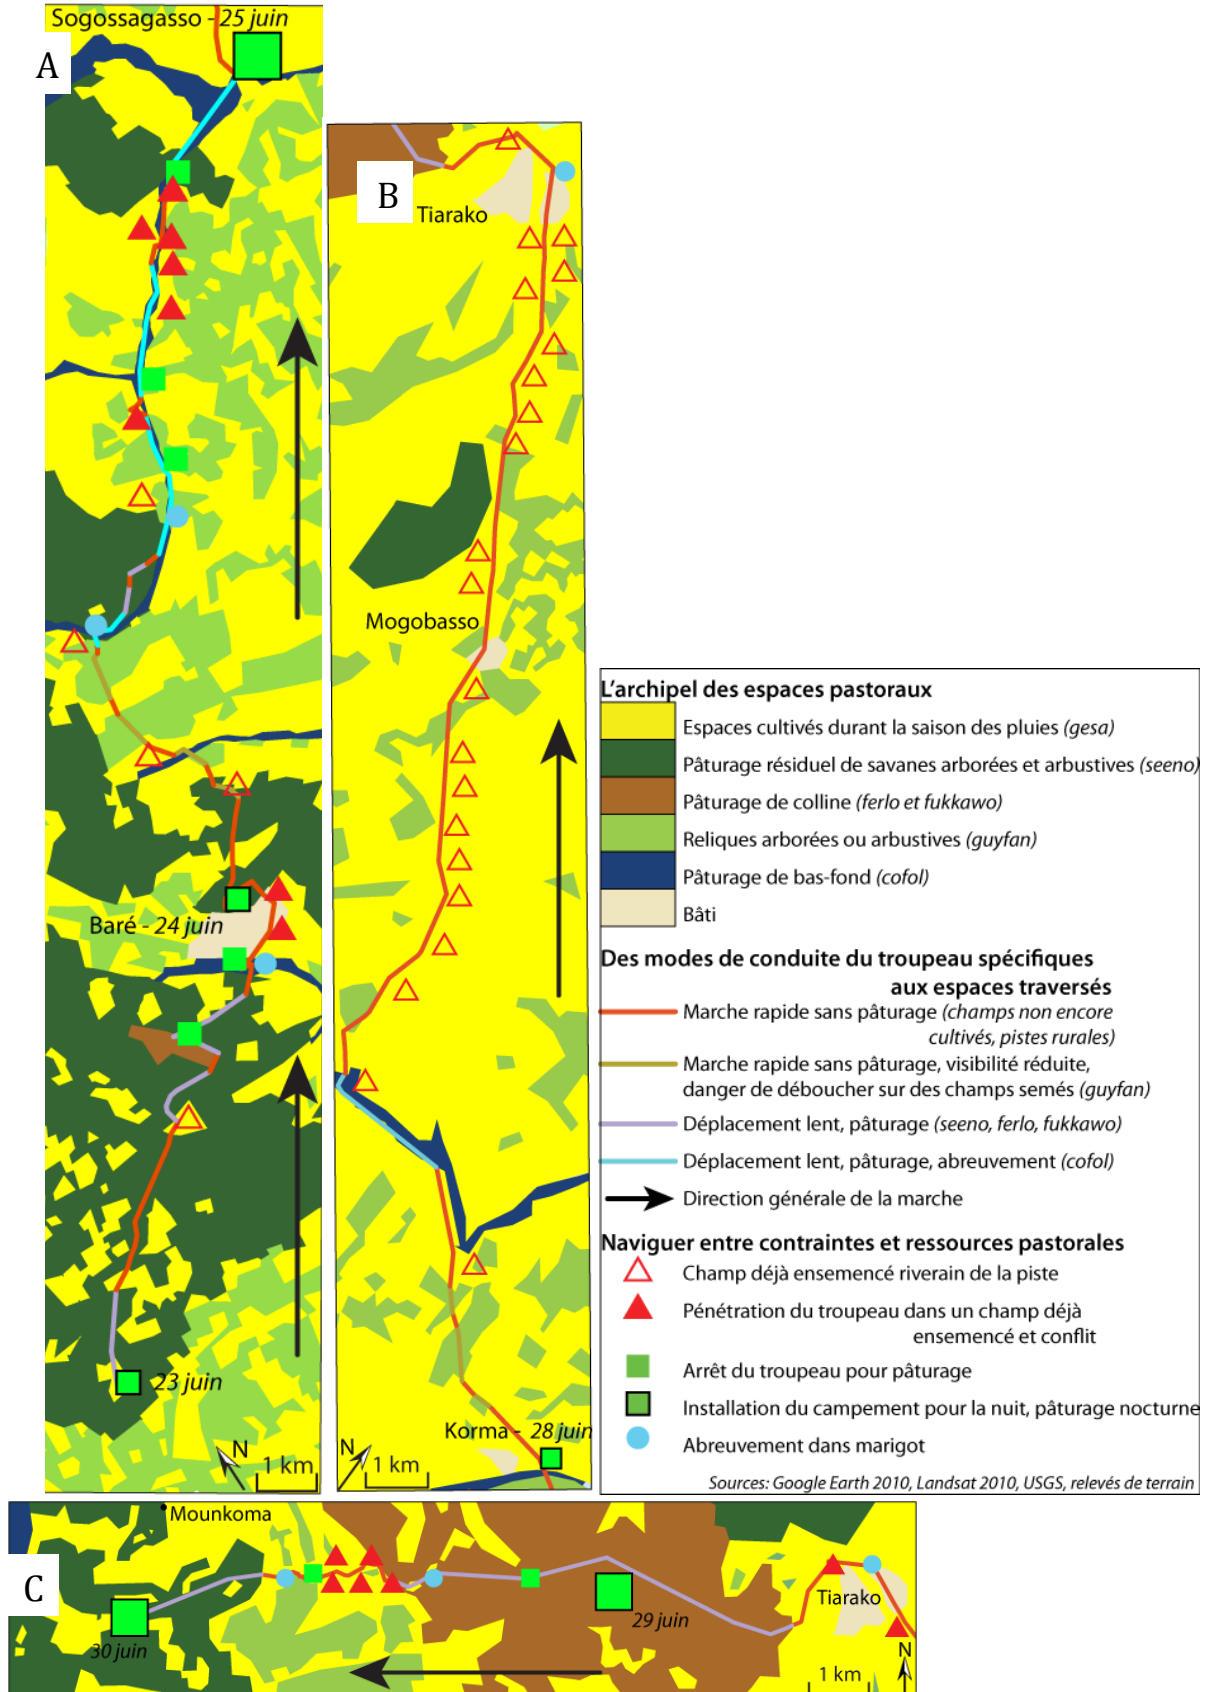 Sogossagasso - 25 juin
A
Baré - 24 juin
23 juin
N
1 km
B
Tiarako
Mogobasso
Korma - 28 juin
N
1 km
L'archipel des espaces pastoraux
Espaces cultivés durant la saison des pluies (gesa)
Pâturage résiduel de savanes arborées et arbustives (seeno)
Pâturage de colline (ferlo et fukkawo)
Reliques arborées ou arbustives (guyfan)
Pâturage de bas-fond (cofol)
Bâti
Des modes de conduite du troupeau spécifiques
aux espaces traversés
Marche rapide sans pâturage (champs non encore
cultivés, pistes rurales)
Marche rapide sans pâturage, visibilité réduite,
danger de déboucher sur des champs semés (guyfan)
Déplacement lent, pâturage (seeno, ferlo, fukkawo)
Déplacement lent, pâturage, abreuvement (cofol)
Direction générale de la marche
Naviguer entre contraintes et ressources pastorales
Champ déjà ensemencé riverain de la piste
Pénétration du troupeau dans un champ déjà
ensemencé et conflit
Arrêt du troupeau pour pâturage
Installation du campement pour la nuit, pâturage nocturne
Abreuvement dans marigot
Sources: Google Earth 2010, Landsat 2010, USGS, relevés de terrain
Mounkoma
C
Tiarako
29 juin
30 juin
N
1 km